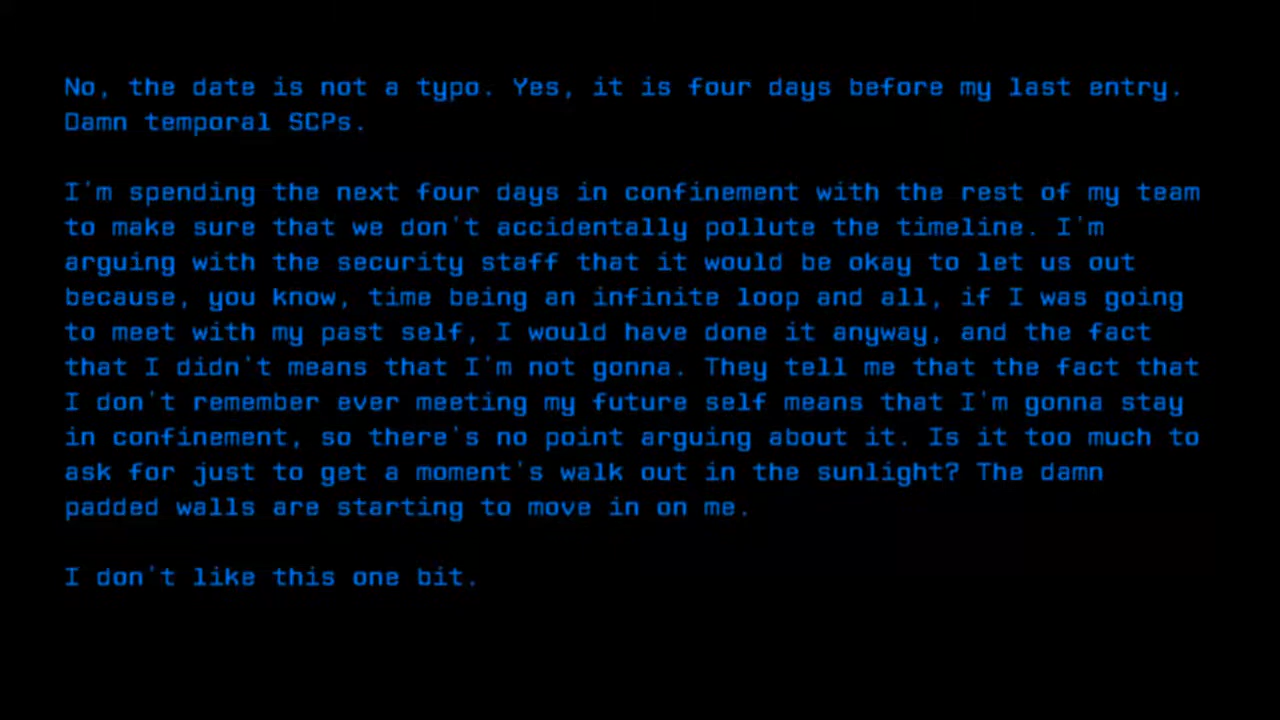 No, the date is not a typo. Yes, it is four days before my last entry.
Damn temporal SCPs.
I'm spending the next four days in confinement with the rest of my team
to make sure that we don't accidentally pollute the timeline. I'm
arguing with the security staff that it would be okay to let us out
because, you know, time being an infinite loop and all, if I was going
to meet with my past self, I would have done it anyway, and the fact
that I didn't means that I'm not gonna. They tell me that the fact that
I don't remember ever meeting my future self means that I'm gonna stay
in confinement, so there's no point arguing about it. Is it too much to
ask for just to get a moment's walk out in the sunlight? The damn
padded walls are starting to move in on me.
I don't like this one bit.